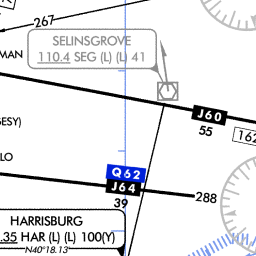 267
MAN
SELINSGROVE
110.4 SEG (L) (L) 41
J60
55
162
GESY)
LO
Q62
J64
39
288
HARRISBURG
.35 HAR (L) (L) 100(Y)
N40°18.13'